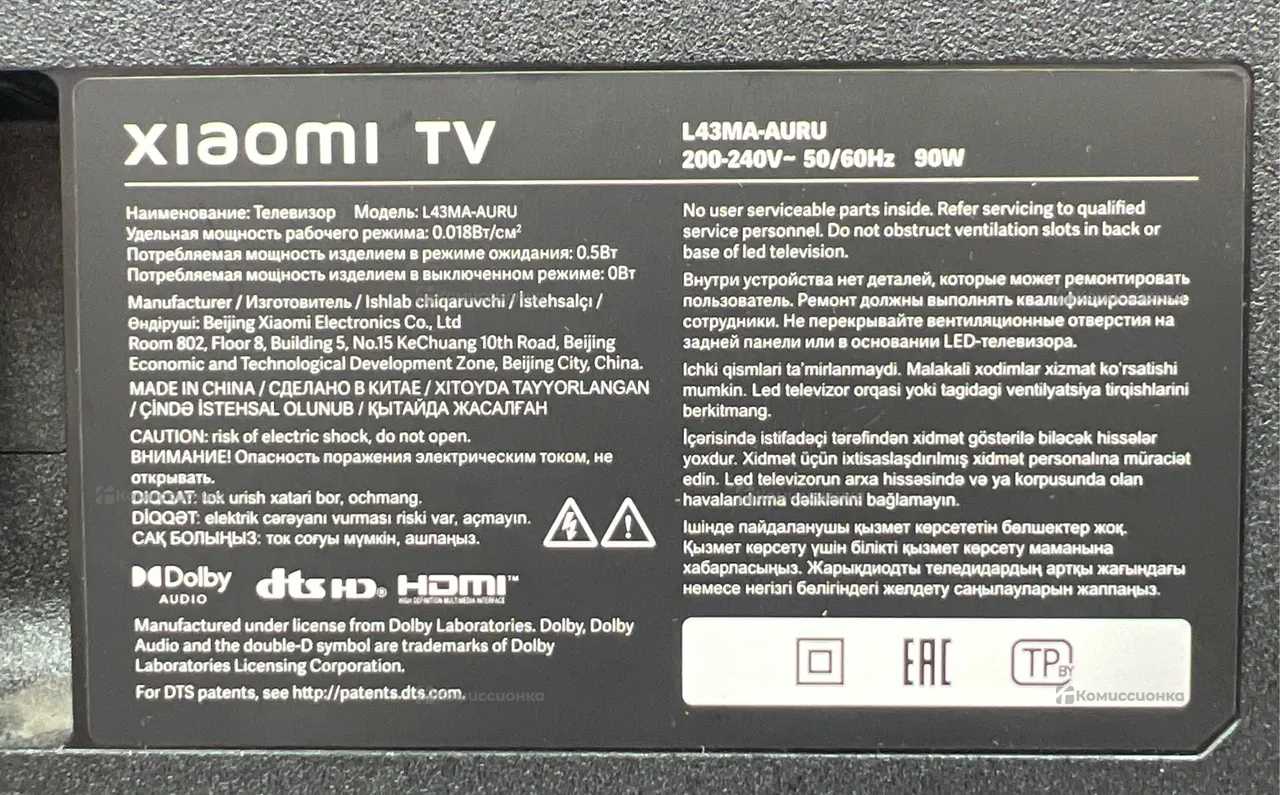 xiaomi TV
L43MA-AURU
200-240V~ 50/60Hz 90W
Наименование: Телевизор Модель: L43MA-AURU
Удельная мощность рабочего режима: 0.018Вт/см²
Потребляемая мощность изделием в режиме ожидания: 0.5Вт
Потребляемая мощность изделием в выключенном режиме: 0Вт
Manufacturer / Изготовитель / Ishlab chiqaruvchi / İstehsalçı /
Өндіруші: Beijing Xiaomi Electronics Co., Ltd
Room 802, Floor 8, Building 5, No.15 KeChuang 10th Road, Beijing
Economic and Technological Development Zone, Beijing City, China.
MADE IN CHINA / СДЕЛАНО В КИТАЕ / XITOYDA TAYYORLANGAN
/ ÇİNDƏ İSTEHSAL OLUNUB / ҚЫТАЙДА ЖАСАЛҒАН
CAUTION: risk of electric shock, do not open.
ВНИМАНИЕ! Опасность поражения электрическим током, не
открывать.
DIQQAT: tok urish xatari bor, ochmang.
DİQQƏT: elektrik cərəyanı vurması riski var, açmayın.
САҚ БОЛЫҢЫЗ: ток соғуы мүмкін, ашпаңыз.
Dolby
AUDIO
dts HD®
HDMI™
HIGH DEFINITION MULTIMEDIA INTERFACE
Manufactured under license from Dolby Laboratories. Dolby, Dolby
Audio and the double-D symbol are trademarks of Dolby
Laboratories Licensing Corporation.
For DTS patents, see http://patents.dts.com.
No user serviceable parts inside. Refer servicing to qualified
service personnel. Do not obstruct ventilation slots in back or
base of led television.
Внутри устройства нет деталей, которые может ремонтировать
пользователь. Ремонт должны выполнять квалифицированные
сотрудники. Не перекрывайте вентиляционные отверстия на
задней панели или в основании LED-телевизора.
Ichki qismlari ta'mirlanmaydi. Malakali xodimlar xizmat ko'rsatishi
mumkin. Led televizor orqasi yoki tagidagi ventilyatsiya tirqishlarini
berkitmang.
İçərisində istifadəçi tərəfindən xidmət göstərilə biləcək hissələr
yoxdur. Xidmət üçün ixtisaslaşdırılmış xidmət personalına müraciət
edin. Led televizorun arxa hissəsində və ya korpusunda olan
havalandırma dəliklərini bağlamayın.
Ішінде пайдаланушы қызмет көрсететін бөлшектер жоқ.
Қызмет көрсету үшін білікті қызмет көрсету маманына
хабарласыңыз. Жарықдиодты теледидардың артқы жағындағы
немесе негізгі бөлігіндегі желдету саңылауларын жаппаңыз.
EAC
TP BY
Комиссионка